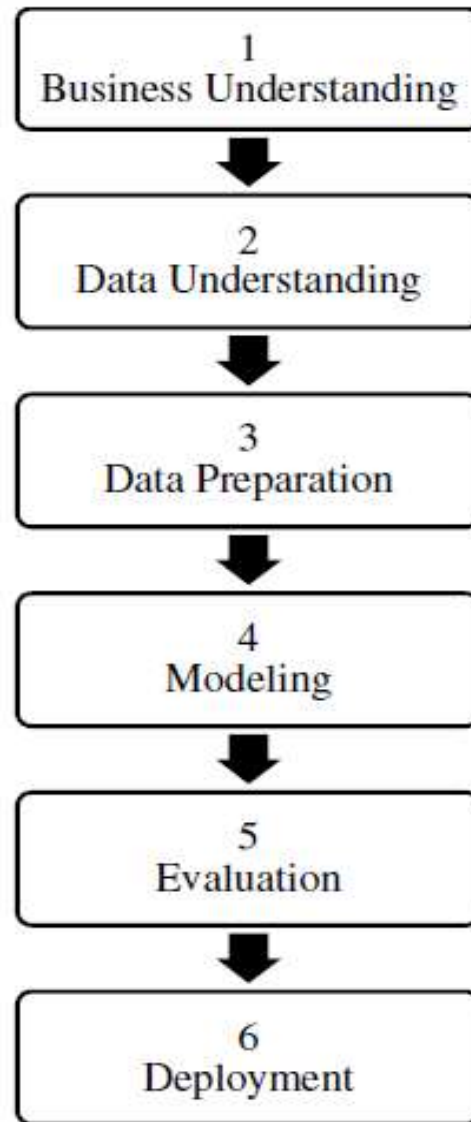 1
Business Understanding
2
Data Understanding
3
Data Preparation
4
Modeling
5
Evaluation
6
Deployment